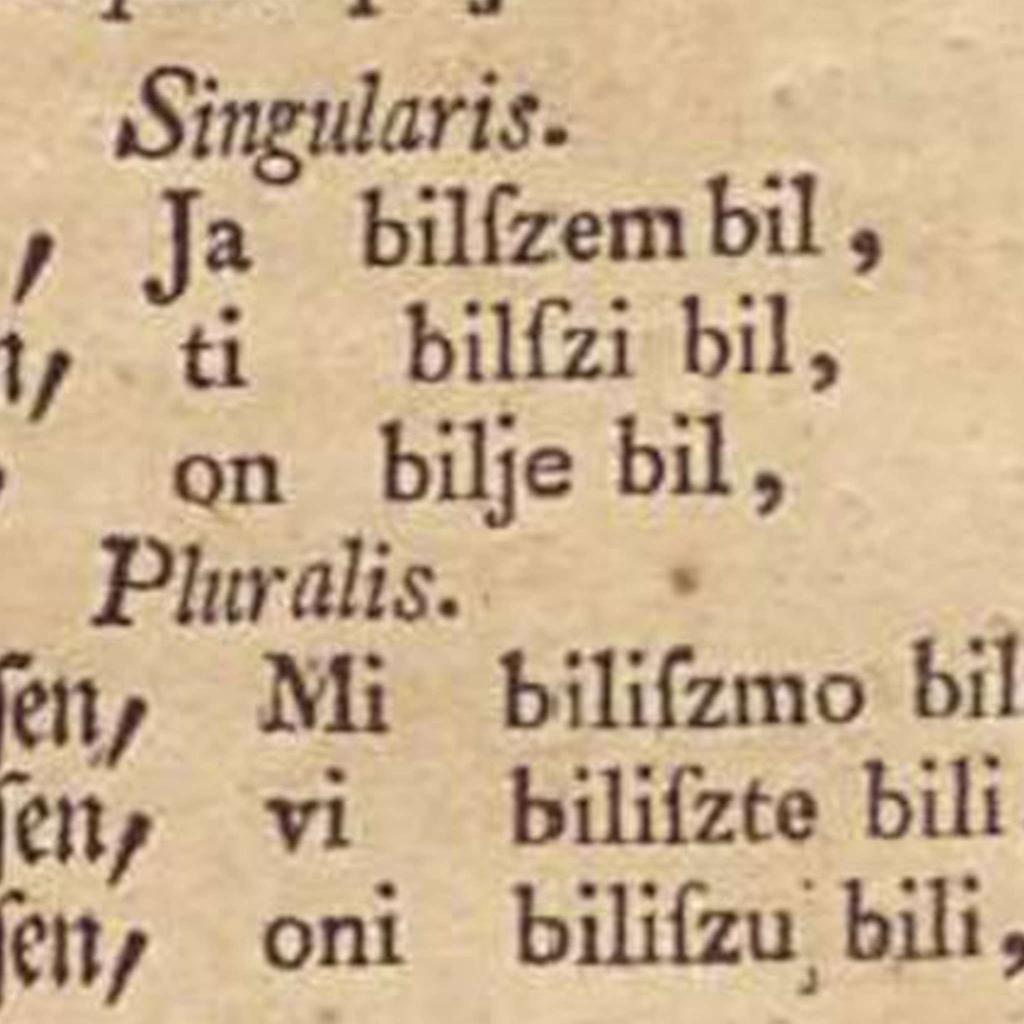 Singularis.
, Ja bilſzem bil,
n, ti bilſzi bil,
on bilje bil,
Pluralis.
ſen, Mi biliſzmo bil
ſen, vi biliſzte bili
ſen, oni biliſzu bili,